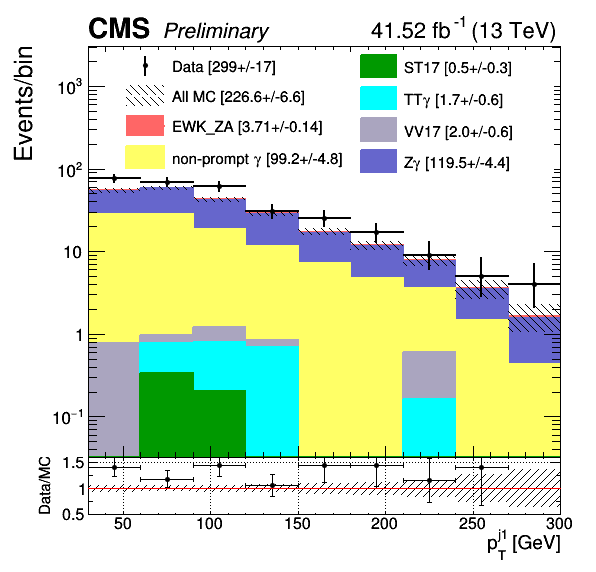 CMS Preliminary 41.52 fb⁻¹ (13 TeV)
Events/bin
Data [299+/-17]
All MC [226.6+/-6.6]
EWK_ZA [3.71+/-0.14]
non-prompt γ [99.2+/-4.8]
ST17 [0.5+/-0.3]
TTγ [1.7+/-0.6]
VV17 [2.0+/-0.6]
Zγ [119.5+/-4.4]
10³
10²
10
1
10⁻¹
Data/MC
1.5
1
0.5
50 100 150 200 250 300
p_T^j1 [GeV]